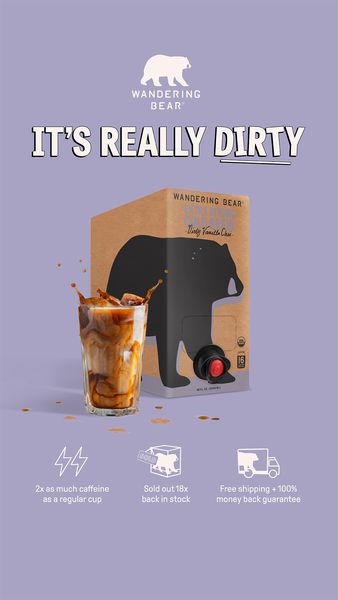 WANDERING
BEAR®
IT'S REALLY DIRTY
WANDERING BEAR®
Dirty Vanilla Chai
SOLD
2x as much caffeine
as a regular cup
Sold out 18x
back in stock
Free shipping + 100%
money back guarantee